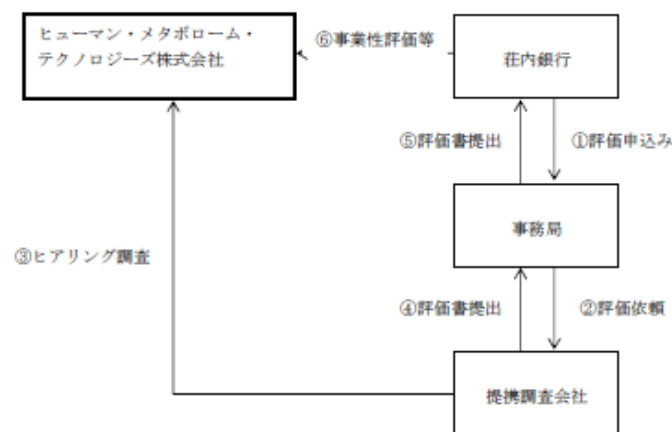 ヒューマン・メタボローム・
テクノロジーズ株式会社
⑥事業性評価等
荘内銀行
⑤評価書提出
①評価申込み
事務局
③ヒアリング調査
④評価書提出
②評価依頼
提携調査会社